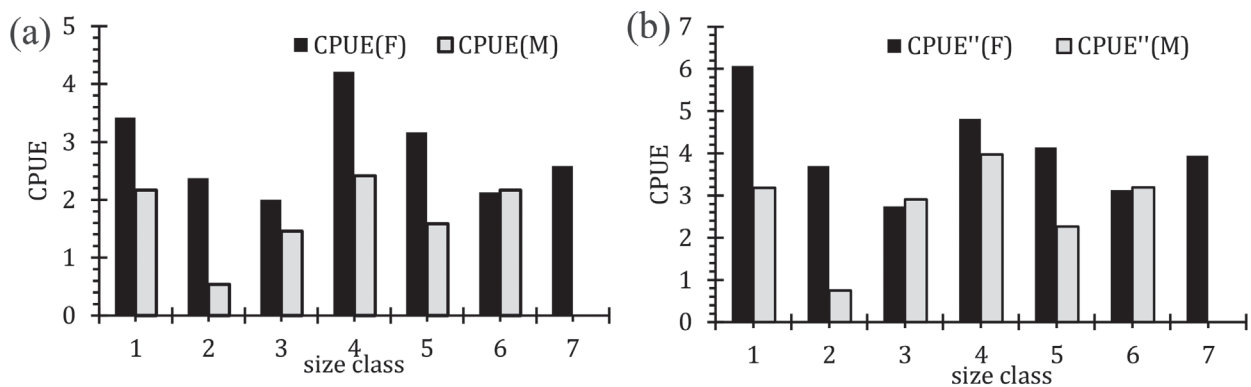 (a)
CPUE(F) CPUE(M)
5
4
3
2
1
0
CPUE
1 2 3 4 5 6 7
size class
(b)
CPUE"(F) CPUE"(M)
7
6
5
4
3
2
1
0
CPUE
1 2 3 4 5 6 7
size class